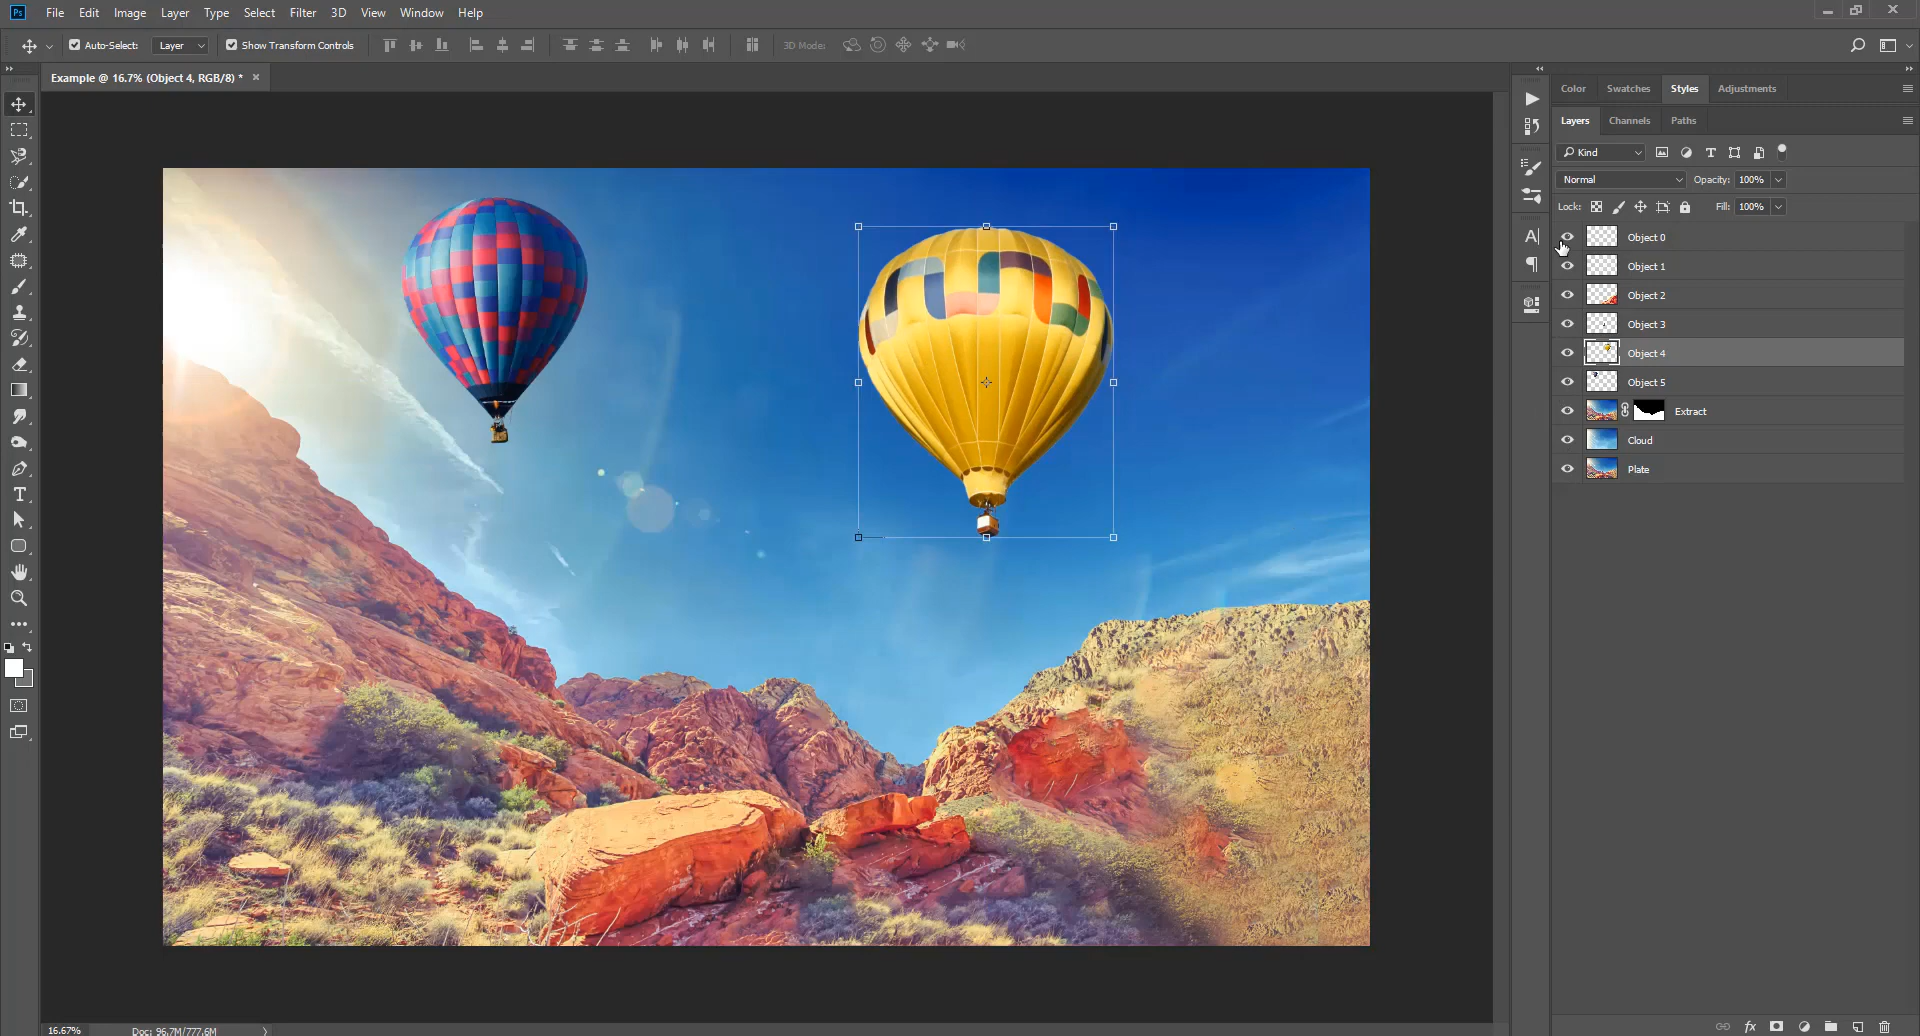 Ps File Edit Image Layer Type Select Filter 3D View Window Help
Auto-Select: Layer Show Transform Controls 3D Mode:
Example @ 16.7% (Object 4, RGB/8) * ×
Color Swatches Styles Adjustments
Layers Channels Paths
Kind
Normal Opacity: 100%
Lock: Fill: 100%
Object 0
Object 1
Object 2
Object 3
Object 4
Object 5
Extract
Cloud
Plate
16.67% Doc: 96.7M/777.6M